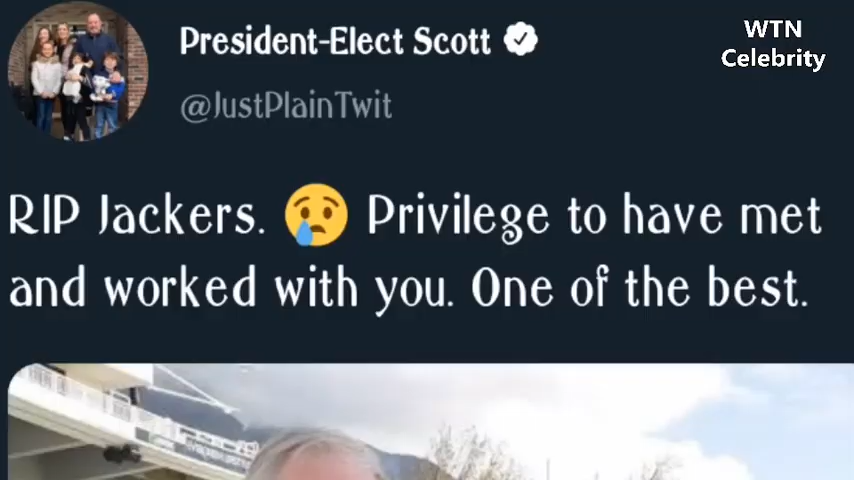 President-Elect Scott
@JustPlainTwit
WTN
Celebrity
RIP Jackers. 😢 Privilege to have met
and worked with you. One of the best.